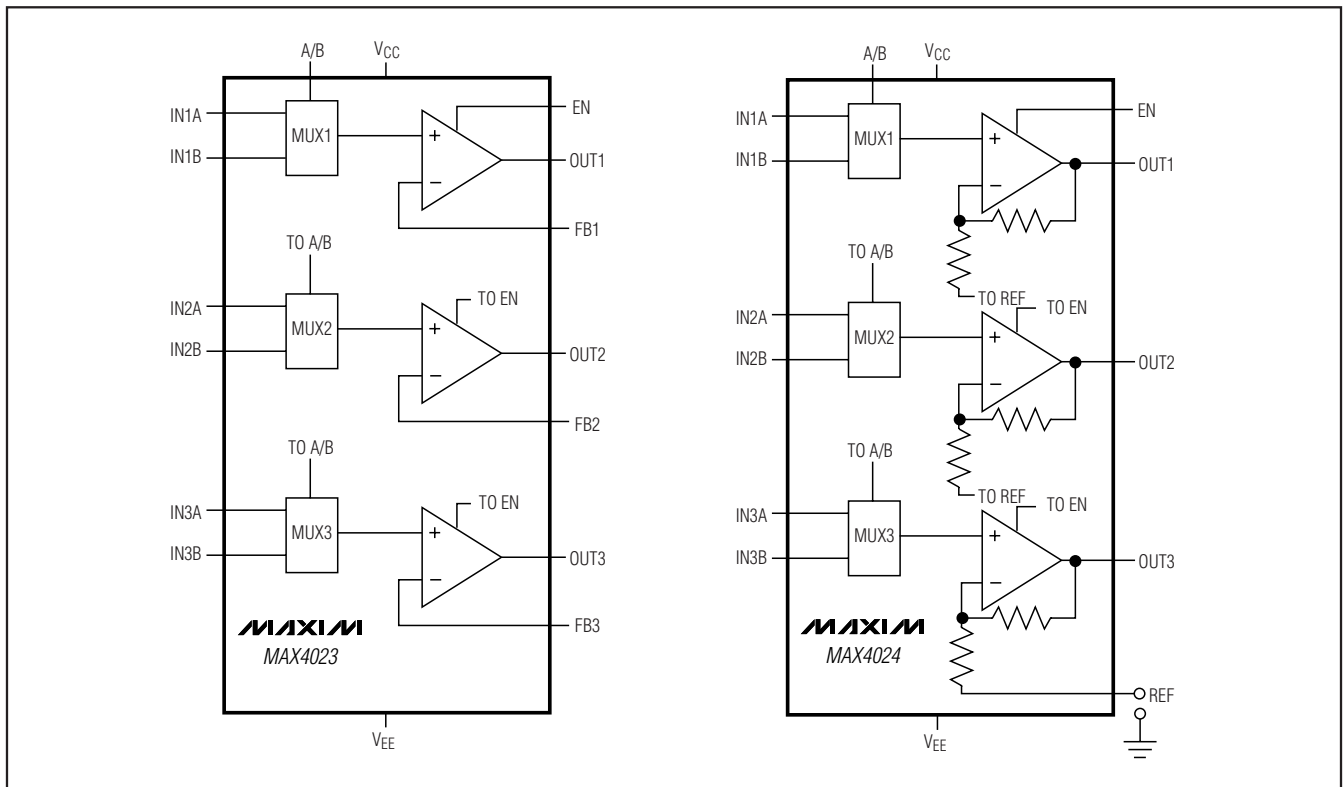 A/B
VCC
IN1A
MUX1
EN
IN1B
+
OUT1
−
FB1
TO A/B
IN2A
TO EN
MUX2
+
IN2B
OUT2
−
FB2
TO A/B
IN3A
TO EN
MUX3
+
IN3B
OUT3
−
FB3
MAXIM
MAX4023
VEE
A/B
VCC
IN1A
EN
MUX1
+
IN1B
OUT1
−
TO A/B
TO REF
IN2A
TO EN
MUX2
+
IN2B
OUT2
−
TO A/B
TO REF
IN3A
TO EN
MUX3
+
IN3B
OUT3
−
MAXIM
MAX4024
REF
VEE